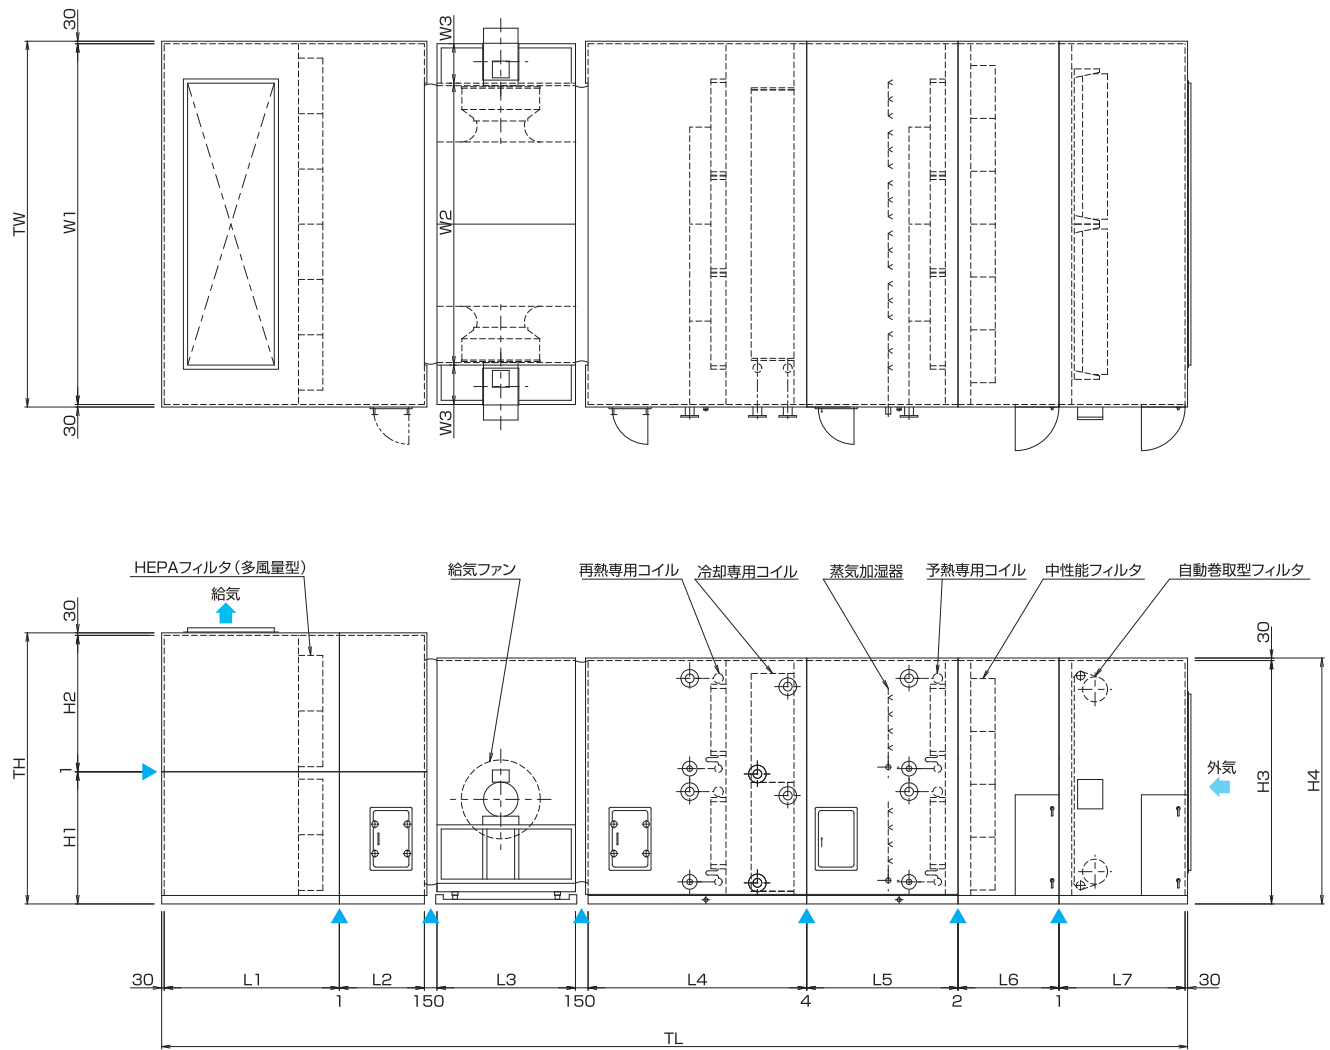 30
W3
TW
W1
W2
30
W3
HEPAフィルタ（多風量型）
給気ファン
再熱専用コイル
冷却専用コイル
蒸気加湿器
予熱専用コイル
中性能フィルタ
自動巻取型フィルタ
給気
30
30
H2
TH
1
H1
外気
H3
H4
30
L1
L2
L3
L4
L5
L6
L7
30
1
150
150
4
2
1
TL